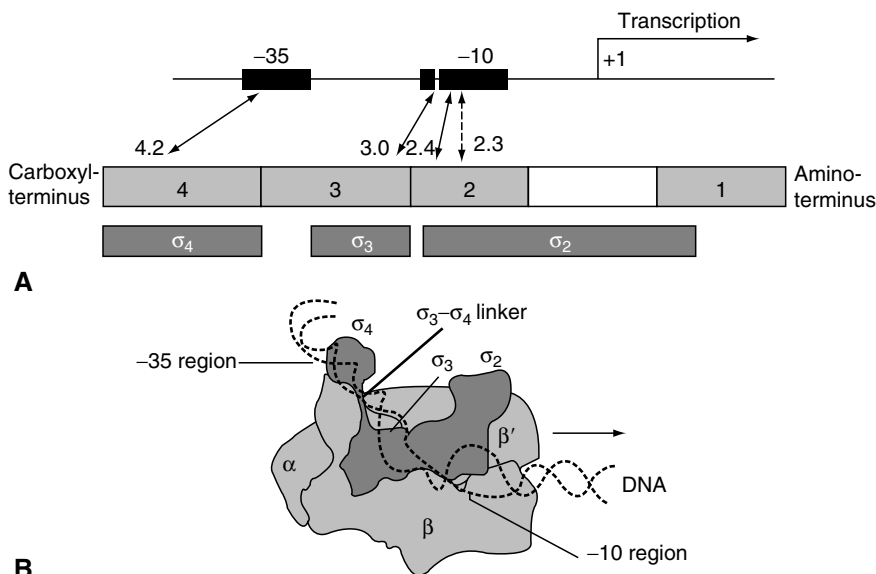 Transcription
−35
−10
+1
4.2
3.0
2.4
2.3
Carboxyl-
terminus
4
3
2
1
Amino-
terminus
σ4
σ3
σ2
A
σ4
σ3–σ4 linker
−35 region
σ3
σ2
β′
α
DNA
β
−10 region
B